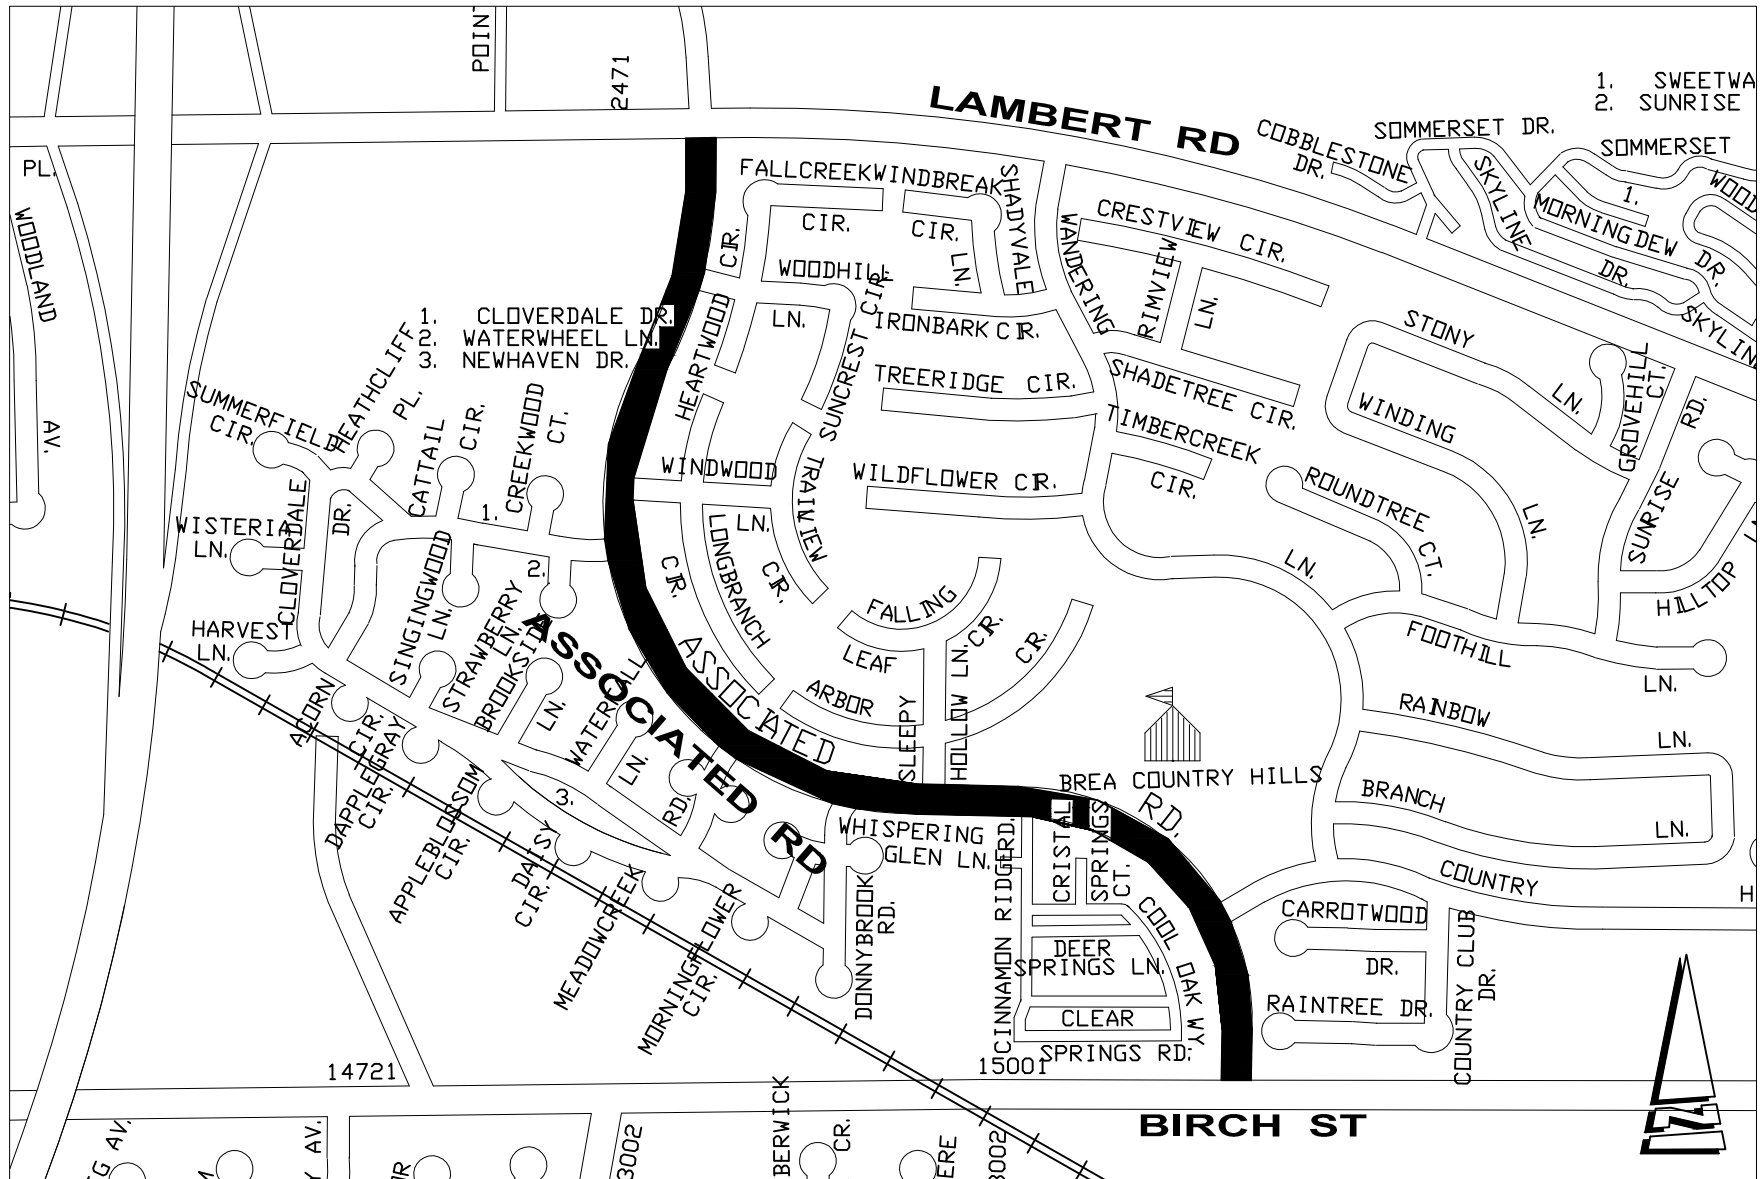 POIN
2471
LAMBERT RD
1. SWEETWA
2. SUNRISE
COBBLESTONE
DR.
SOMMERSET DR.
SOMMERSET
SKYLINE
DR.
1.
MORNINGDEW
DR.
WOOD
SKYLIN
PL.
WOODLAND
AV.
FALLCREEK
CIR.
WINDBREAK
CIR.
SHADYVALE
LN.
CIR.
WOODHILL
LN.
WANDERING
CRESTVIEW CIR.
RIMVIEW
LN.
HEARTWOOD
CIR.
SUNCREST CIR.
IRONBARK CIR.
TREERIDGE CIR.
SHADETREE CIR.
TIMBERCREEK
CIR.
STONY
LN.
GROVEHILL
CT.
WINDING
LN.
SUNRISE
RD.
1. CLOVERDALE DR.
2. WATERWHEEL LN.
3. NEWHAVEN DR.
SUMMERFIELD
CIR.
HEATHCLIFF
PL.
CATTAIL
CIR.
CREEKWOOD
CT.
1.
2.
WINDWOOD
LN.
TRAINVIEW
CIR.
WILDFLOWER CIR.
ROUNDTREE
CT.
LN.
HILLTOP
WISTERIA
LN.
CLOVERDALE
DR.
HARVEST
LN.
SINGINGWOOD
LN.
STRAWBERRY
LN.
BROOKSIDE
LN.
WATERFALL
LN.
LONGBRANCH
FALLING
LEAF
CIR.
ARBOR
CIR.
SLEEPY
HOLLOW LN.
FOOTHILL
LN.
RAINBOW
LN.
BRANCH
LN.
ASSOCIATED RD
ASSOCIATED
RD.
BREA COUNTRY HILLS
ACORN
CIR.
DAPPLEGRAY
CIR.
APPLEBLOSSOM
CIR.
DAISY
CIR.
3.
RD.
MEADOWCREEK
MORNINGFLOWER
CIR.
WHISPERING
GLEN LN.
DONNYBROOK
RD.
CINNAMON RIDGE RD.
CRISTAL
SPRINGS
CT.
COOL OAK WY
DEER
SPRINGS LN.
CLEAR
SPRINGS RD.
COUNTRY
CARROTWOOD
DR.
RAINTREE DR.
COUNTRY CLUB
DR.
H
14721
15001
BIRCH ST
G AV.
Y AV.
3002
BERWICK
CR.
ERE
3002
N